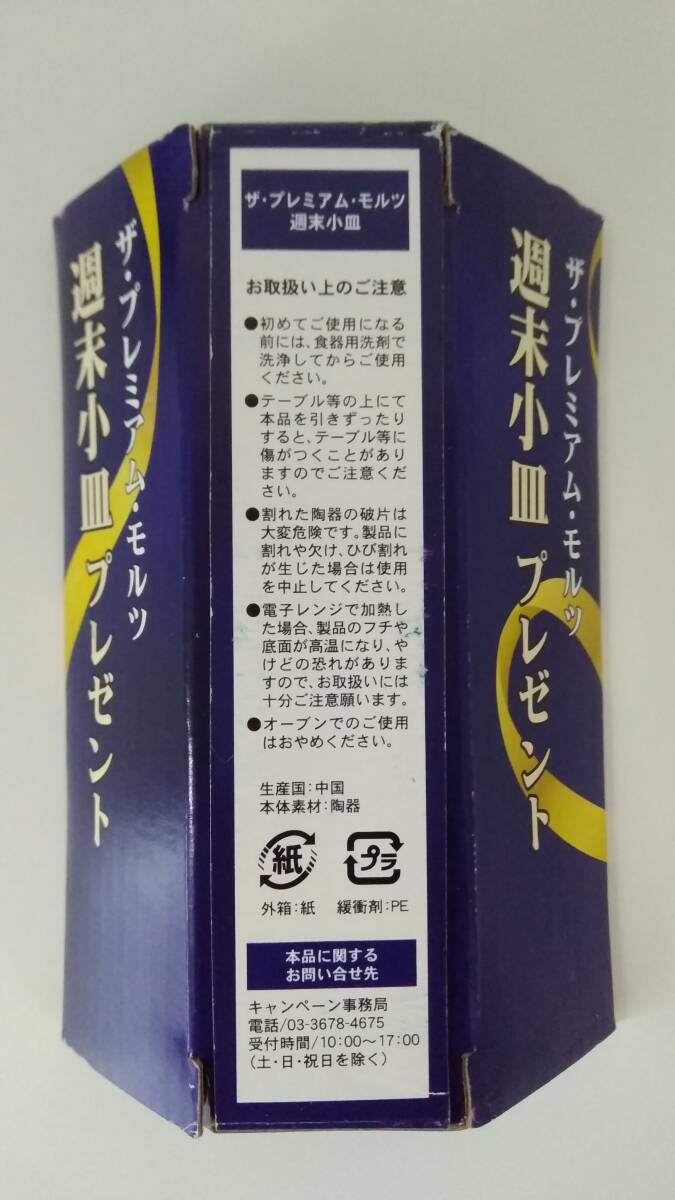 ザ・プレミアム・モルツ
週末小皿 プレゼント
ザ・プレミアム・モルツ
週末小皿
お取扱い上のご注意
●初めてご使用になる
前には、食器用洗剤で
洗浄してからご使用
ください。
●テーブル等の上にて
本品を引きずったり
すると、テーブル等に
傷がつくことがあり
ますのでご注意くだ
さい。
●割れた陶器の破片は
大変危険です。製品に
割れや欠け、ひび割れ
が生じた場合は使用
を中止してください。
●電子レンジで加熱し
た場合、製品のフチや
底面が高温になり、や
けどの恐れがありま
すので、お取扱いには
十分ご注意願います。
●オーブンでのご使用
はおやめください。
生産国:中国
本体素材:陶器
紙 プラ
外箱:紙 緩衝剤:PE
本品に関する
お問い合せ先
キャンペーン事務局
電話/03-3678-4675
受付時間/10:00〜17:00
(土・日・祝日を除く)
ザ・プレミアム・モルツ
週末小皿 プレゼント